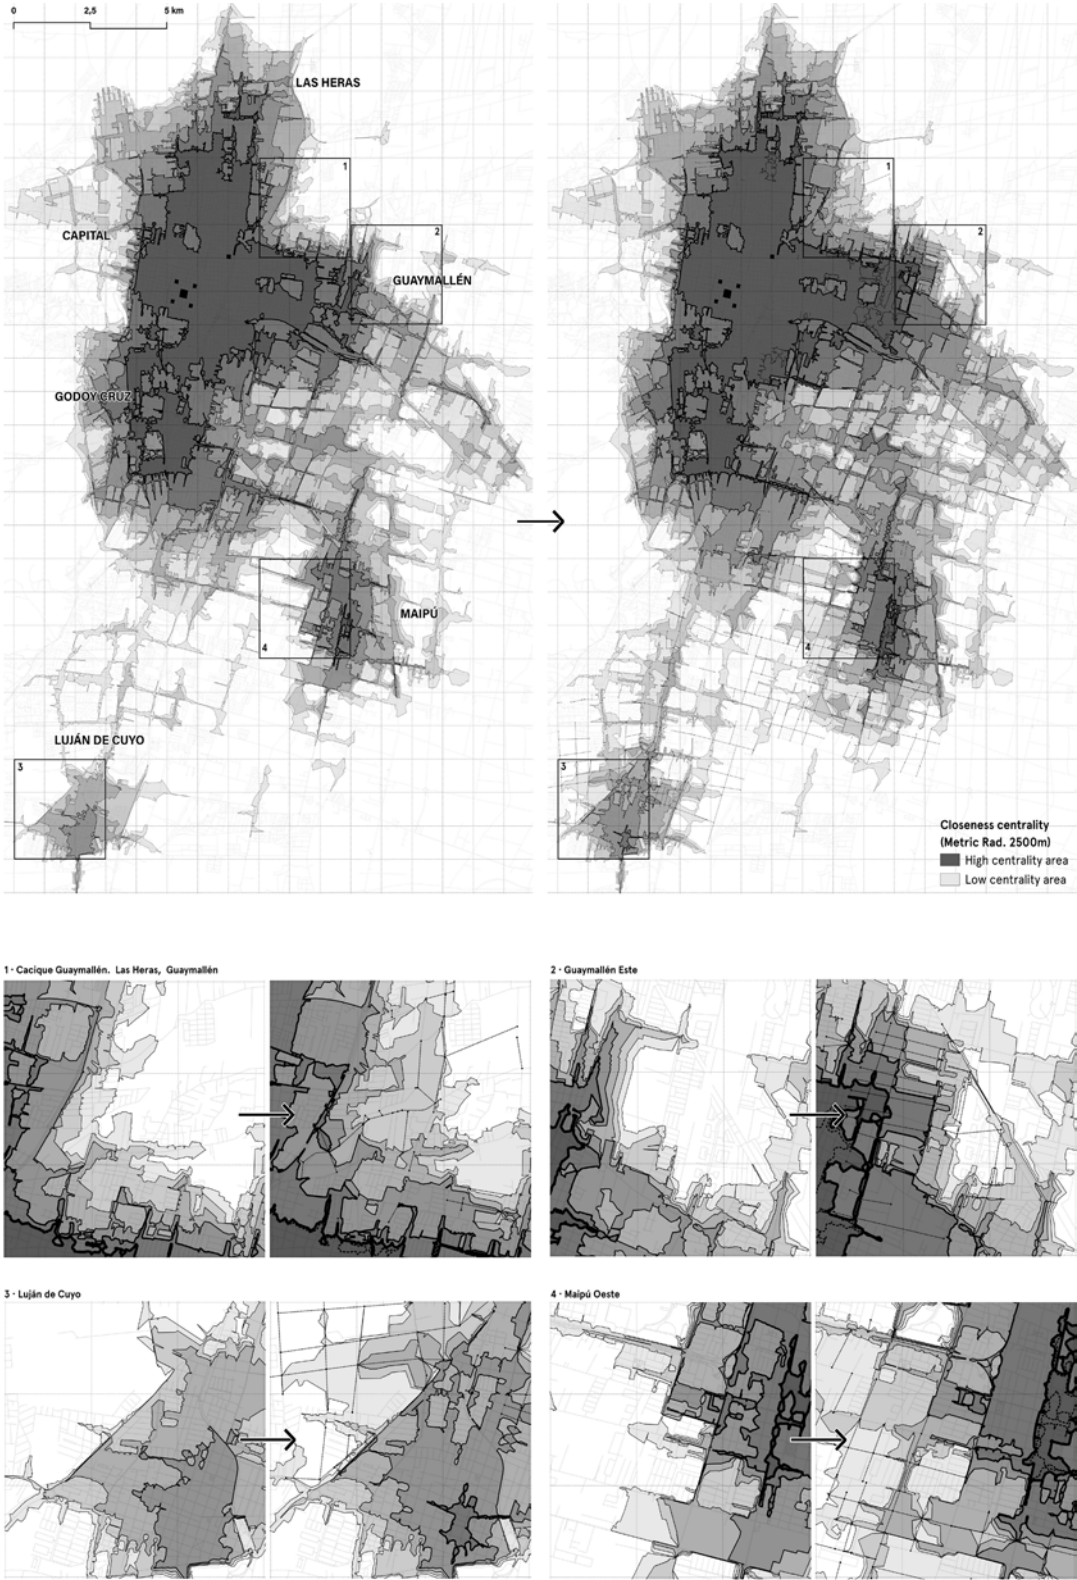 0 2,5 5 km
LAS HERAS
1
CAPITAL
2
GUAYMALLÉN
GODOY CRUZ
MAIPÚ
4
LUJÁN DE CUYO
3
1
2
4
3
Closeness centrality
(Metric Rad. 2500m)
High centrality area
Low centrality area
1 · Cacique Guaymallén. Las Heras, Guaymallén
2 · Guaymallén Este
3 · Luján de Cuyo
4 · Maipú Oeste